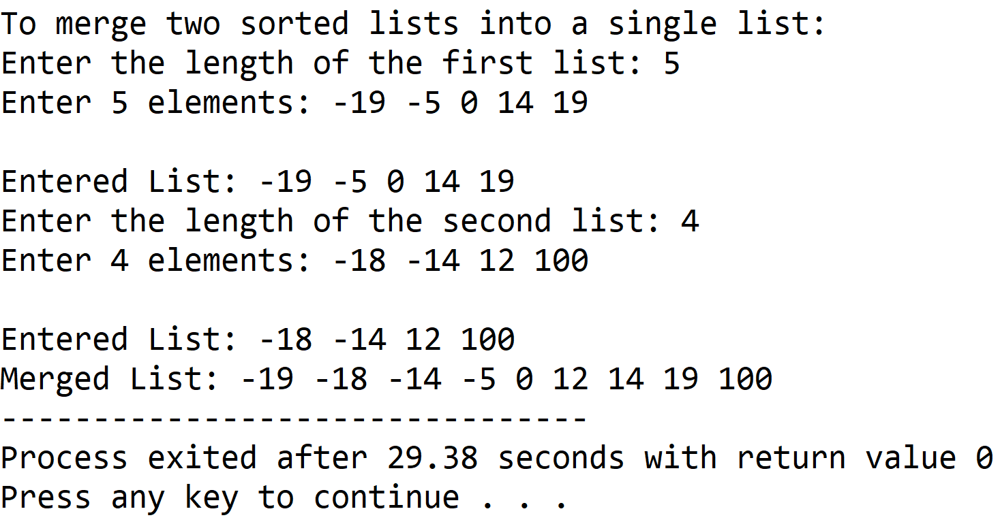 To merge two sorted lists into a single list:
Enter the length of the first list: 5
Enter 5 elements: -19 -5 0 14 19
Entered List: -19 -5 0 14 19
Enter the length of the second list: 4
Enter 4 elements: -18 -14 12 100
Entered List: -18 -14 12 100
Merged List: -19 -18 -14 -5 0 12 14 19 100
--------------------------------
Process exited after 29.38 seconds with return value 0
Press any key to continue . . .